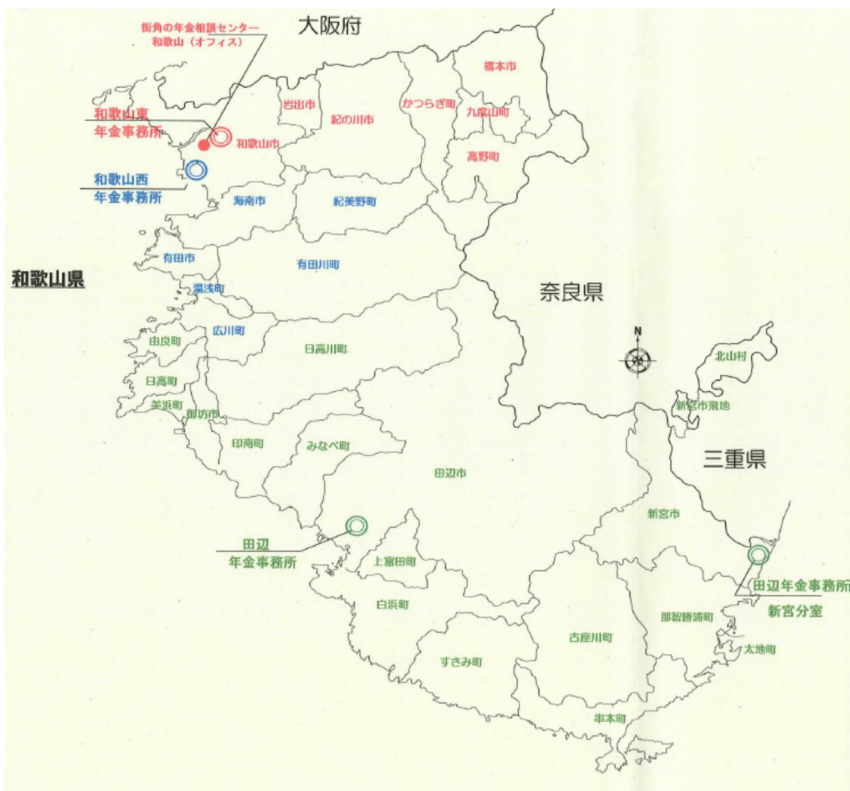 街角の年金相談センター
和歌山（オフィス）
大阪府
橋本市
岩出市
かつらぎ町
和歌山東
年金事務所
紀の川市
九度山町
和歌山市
高野町
和歌山西
年金事務所
海南市
紀美野町
有田市
有田川町
和歌山県
湯浅町
奈良県
広川町
N
由良町
日高川町
北山村
日高町
美浜町
御坊市
新宮市飛地
印南町
みなべ町
三重県
田辺市
新宮市
田辺
年金事務所
上富田町
田辺年金事務所
新宮分室
白浜町
那智勝浦町
古座川町
太地町
すさみ町
串本町